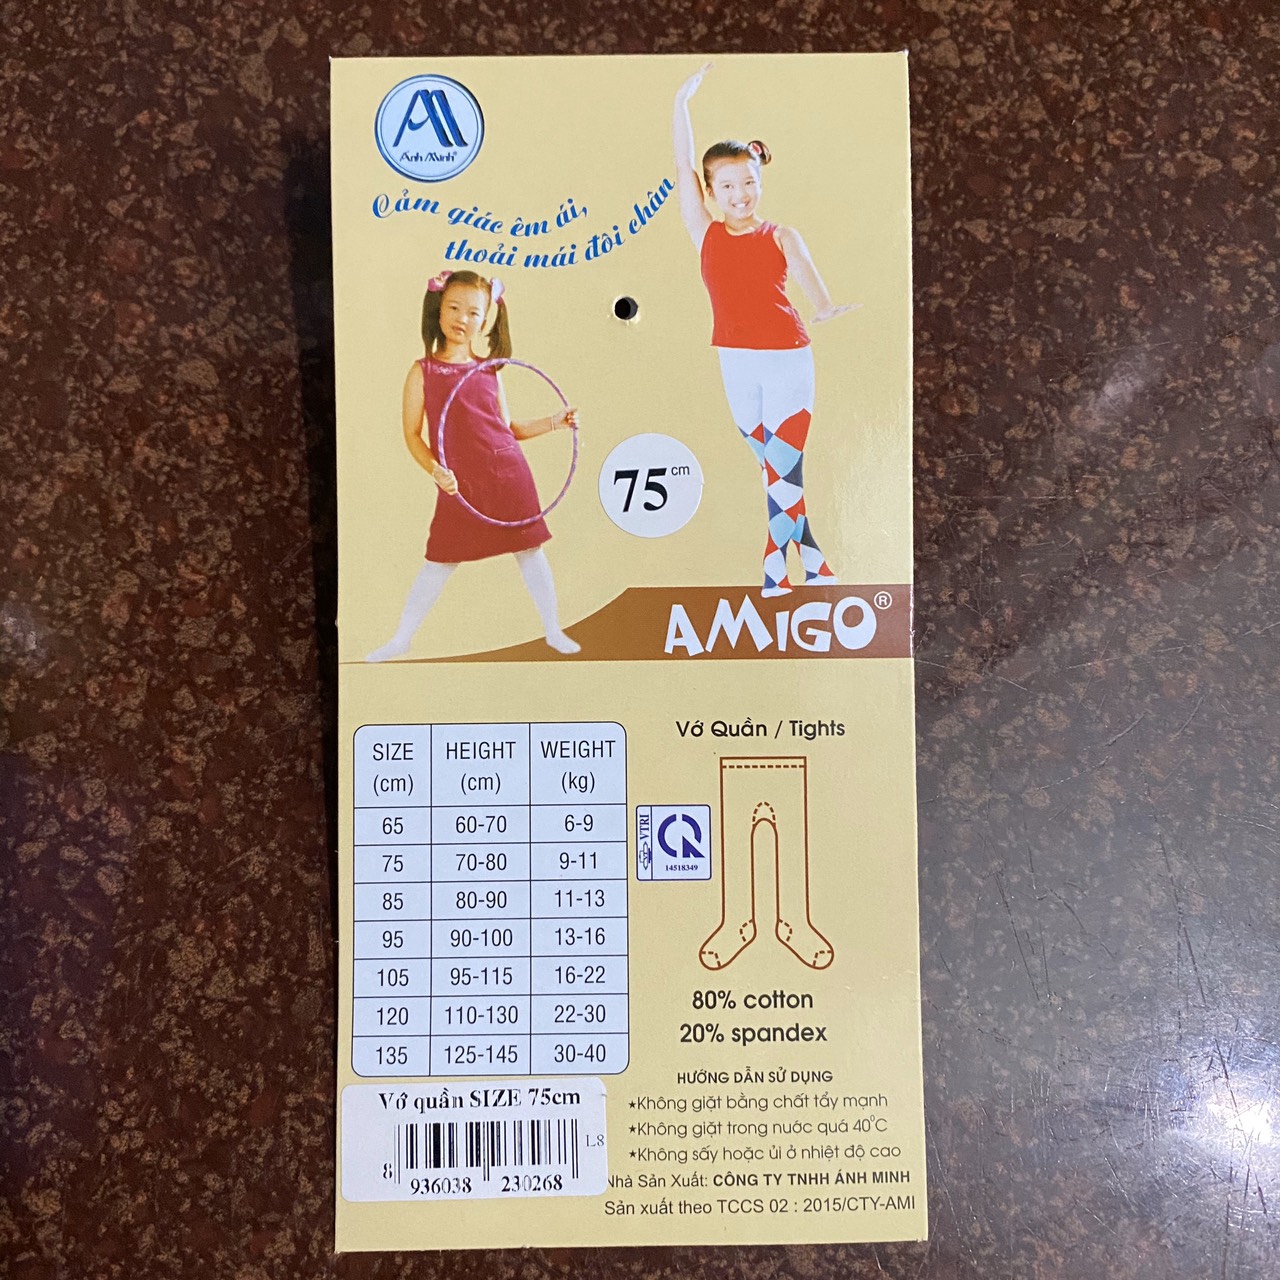 Ánh Minh®
Cảm giác êm ái,
thoải mái đôi chân
75 cm
AMiGO®
Vớ Quần / Tights
SIZE (cm) HEIGHT (cm) WEIGHT (kg)
65 60-70 6-9
75 70-80 9-11
85 80-90 11-13
95 90-100 13-16
105 95-115 16-22
120 110-130 22-30
135 125-145 30-40
VTRI
14518349
80% cotton
20% spandex
HƯỚNG DẪN SỬ DỤNG
★Không giặt bằng chất tẩy mạnh
★Không giặt trong nước quá 40°C
★Không sấy hoặc ủi ở nhiệt độ cao
Nhà Sản Xuất: CÔNG TY TNHH ÁNH MINH
Sản xuất theo TCCS 02 : 2015/CTY-AMI
Vớ quần SIZE 75cm
L8
8 936038 230268